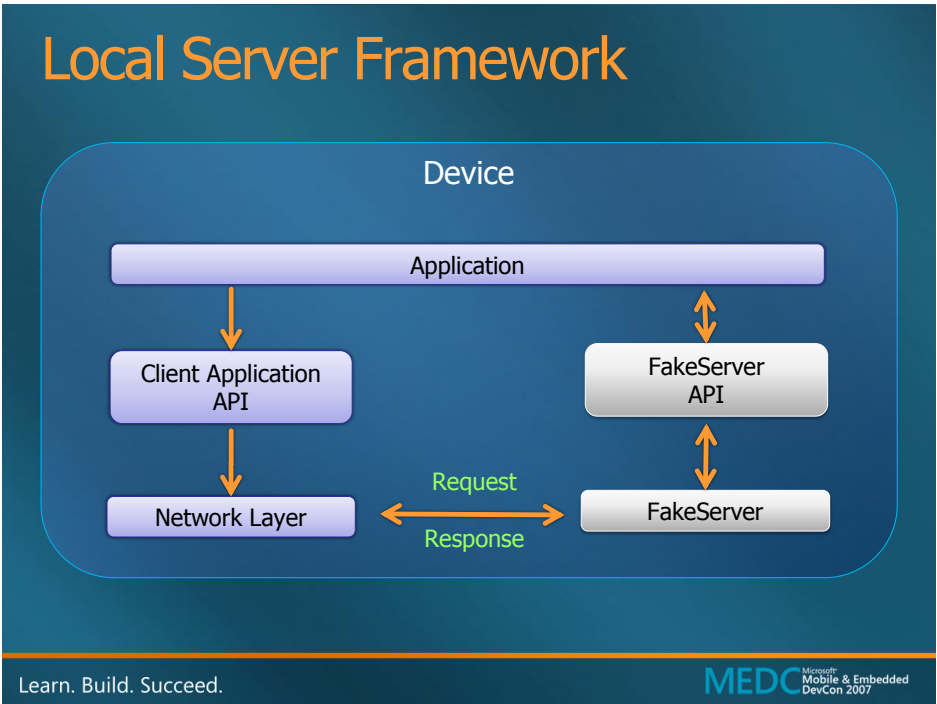 Local Server Framework
Device
Application
Client Application
API
FakeServer
API
Request
Network Layer
FakeServer
Response
Learn. Build. Succeed.
MEDC
Microsoft
Mobile & Embedded
DevCon 2007